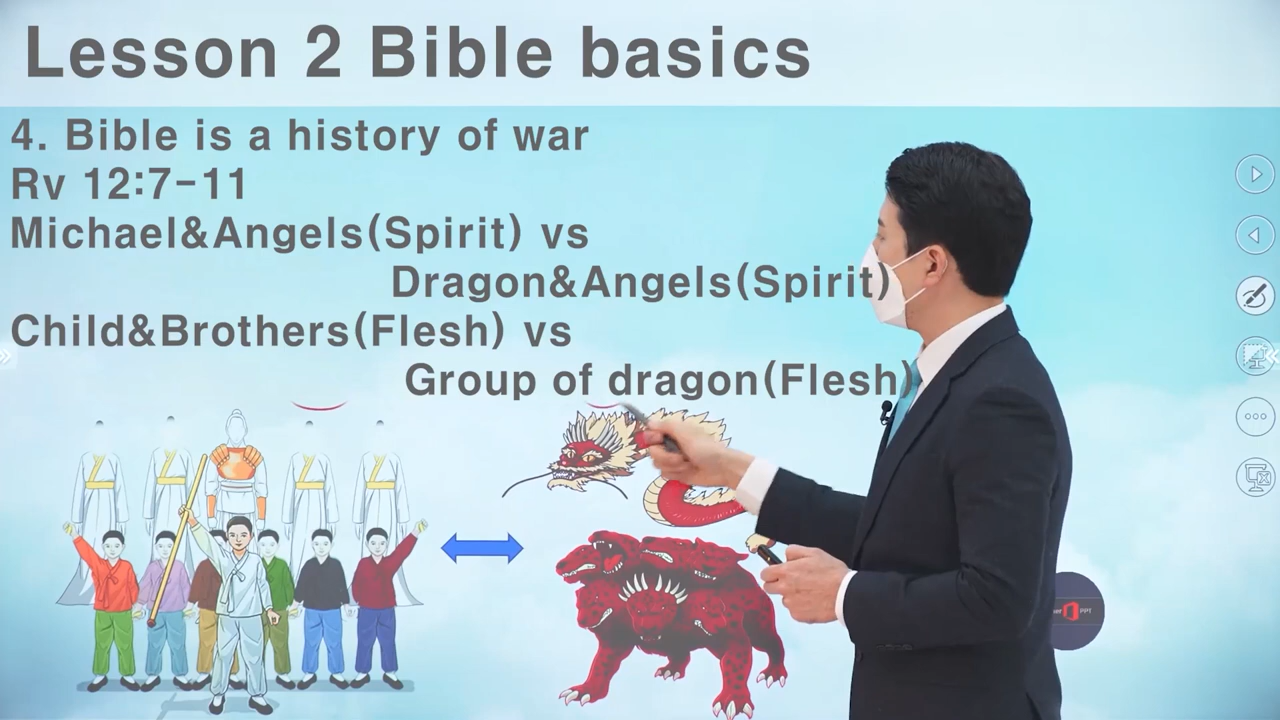 Lesson 2 Bible basics
4. Bible is a history of war
Rv 12:7-11
Michael&Angels(Spirit) vs
Dragon&Angels(Spirit)
Child&Brothers(Flesh) vs
Group of dragon(Flesh)
PPT